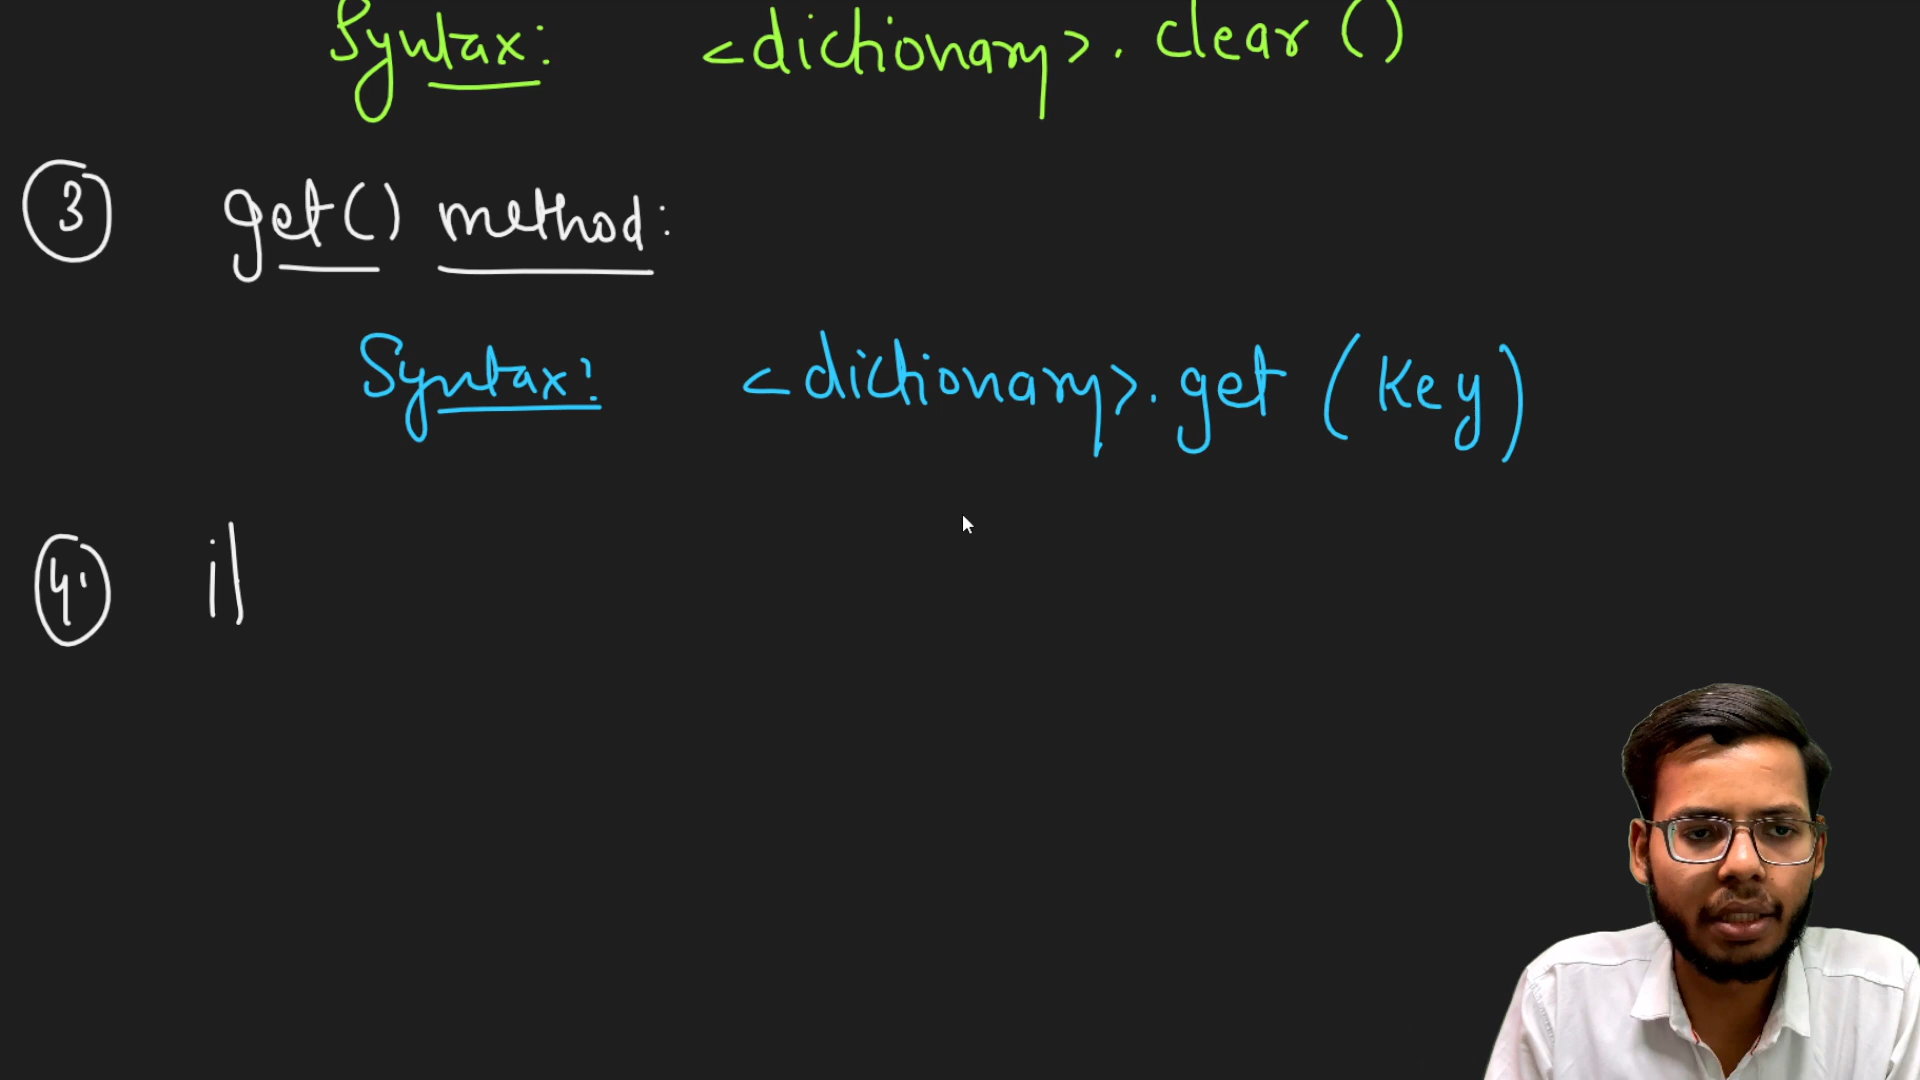 Syntax: <dictionary>. clear ()
3 get() method:
Syntax: <dictionary>. get (Key)
4.